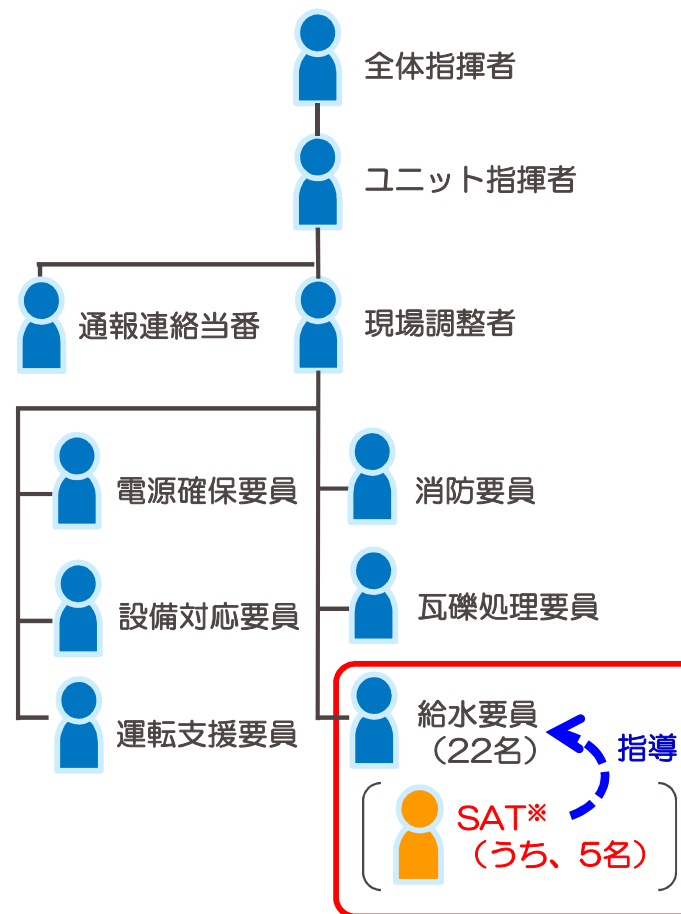 全体指揮者
ユニット指揮者
通報連絡当番
現場調整者
電源確保要員
消防要員
設備対応要員
瓦礫処理要員
運転支援要員
給水要員
(22名)
指導
SAT※
(うち、5名)